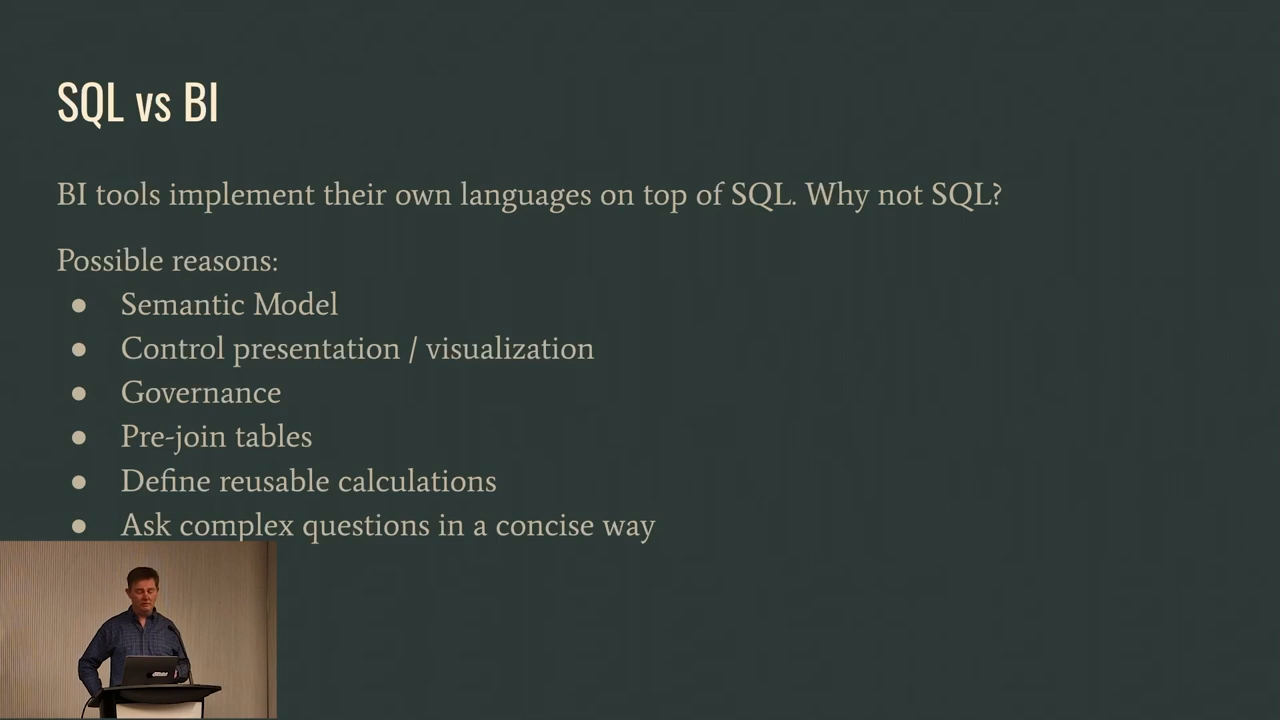 SQL vs BI
BI tools implement their own languages on top of SQL. Why not SQL?
Possible reasons:
● Semantic Model
● Control presentation / visualization
● Governance
● Pre-join tables
● Define reusable calculations
● Ask complex questions in a concise way